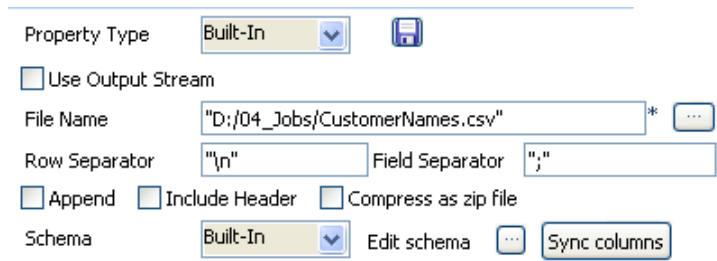 Property Type Built-In
Use Output Stream
File Name "D:/04_Jobs/CustomerNames.csv" * ...
Row Separator "\n" Field Separator ";"
Append Include Header Compress as zip file
Schema Built-In Edit schema ... Sync columns